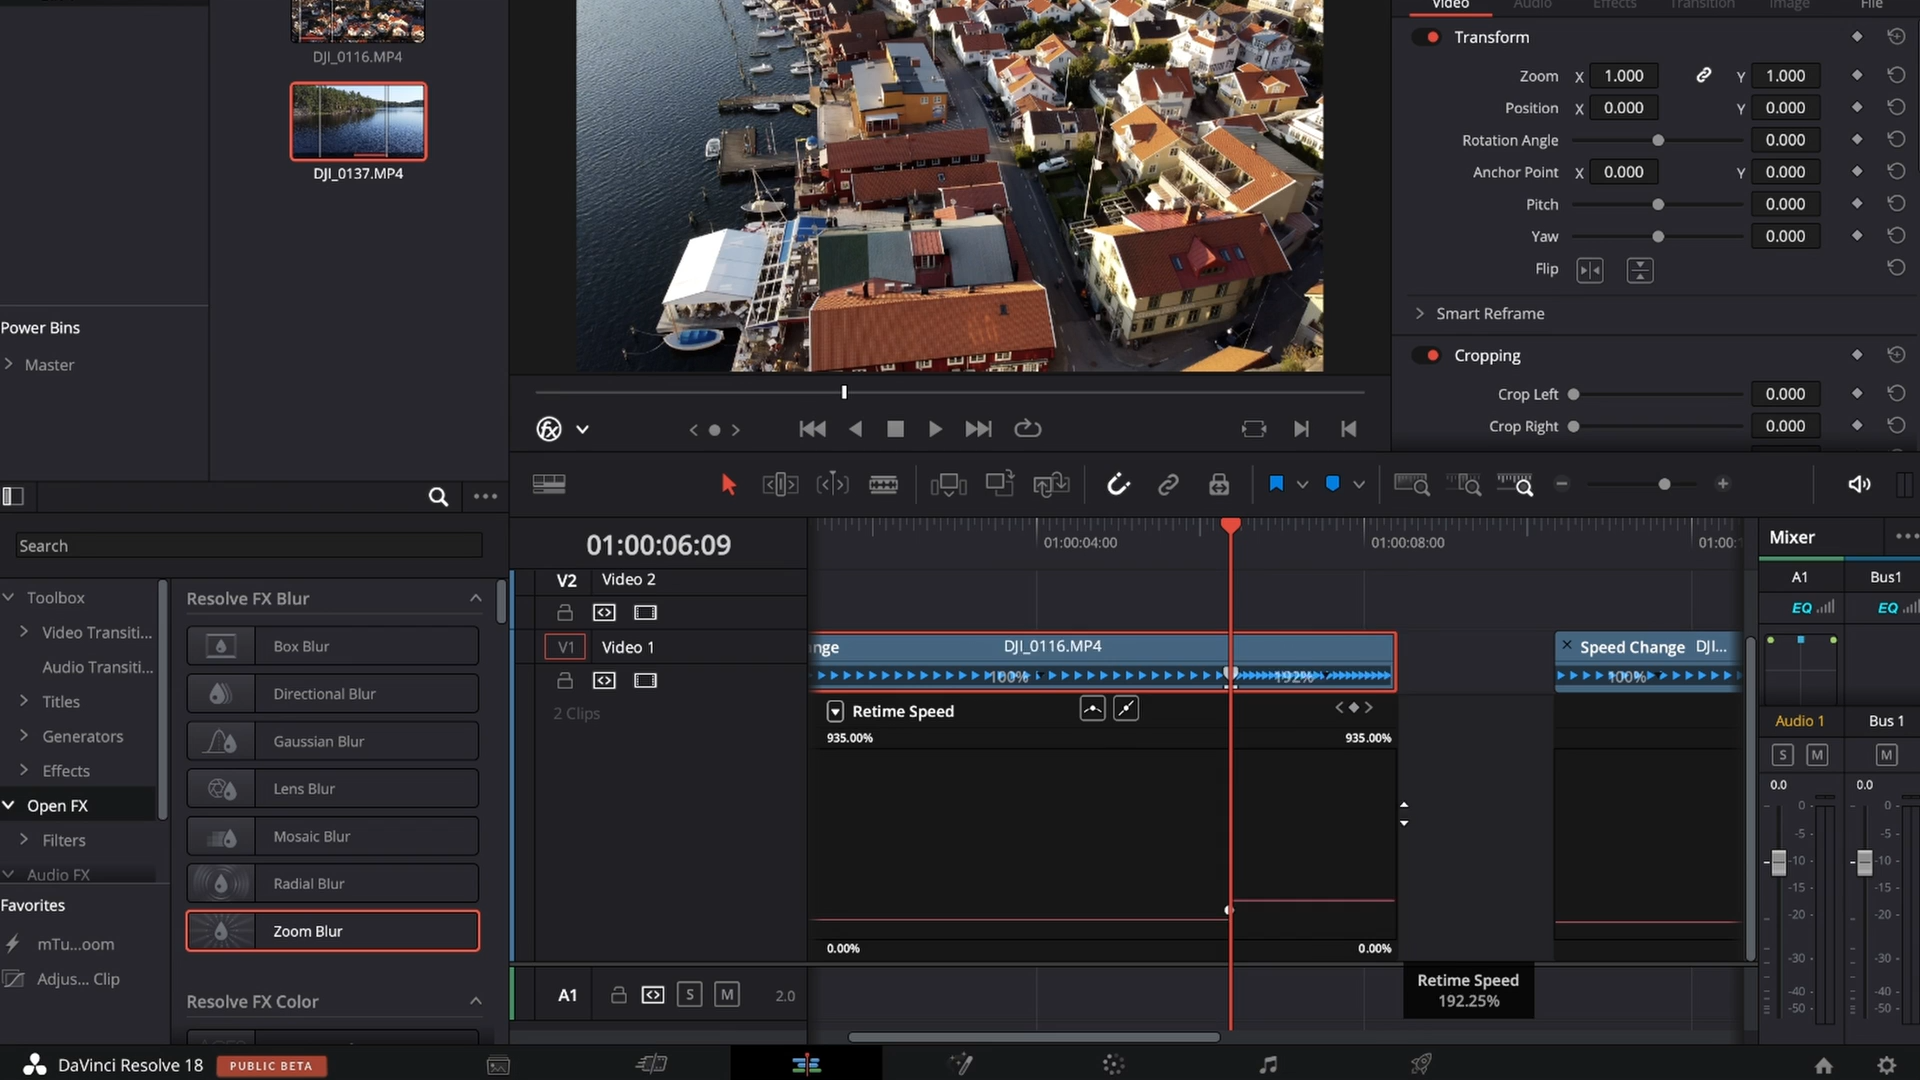 Video Audio Effects Transition Image File
DJI_0116.MP4
DJI_0137.MP4
Power Bins
Master
Transform
Zoom X 1.000 Y 1.000
Position X 0.000 Y 0.000
Rotation Angle 0.000
Anchor Point X 0.000 Y 0.000
Pitch 0.000
Yaw 0.000
Flip
Smart Reframe
Cropping
Crop Left 0.000
Crop Right 0.000
Search
Toolbox
Video Transiti...
Audio Transiti...
Titles
Generators
Effects
Open FX
Filters
Audio FX
Favorites
mTu...oom
Adjus... Clip
Resolve FX Blur
Box Blur
Directional Blur
Gaussian Blur
Lens Blur
Mosaic Blur
Radial Blur
Zoom Blur
Resolve FX Color
01:00:06:09
01:00:04:00 01:00:08:00 01:00:1
V2 Video 2
V1 Video 1
2 Clips
nge DJI_0116.MP4
100% 192%
Speed Change DJI...
100%
Retime Speed
935.00% 935.00%
0.00% 0.00%
Retime Speed
192.25%
A1 S M 2.0
Mixer
A1 Bus1
EQ EQ
Audio 1 Bus 1
S M M
0.0 0.0
0 0
-5 -5
-10 -10
-15 -15
-20 -20
-30 -30
-40 -40
-50 -50
DaVinci Resolve 18 PUBLIC BETA